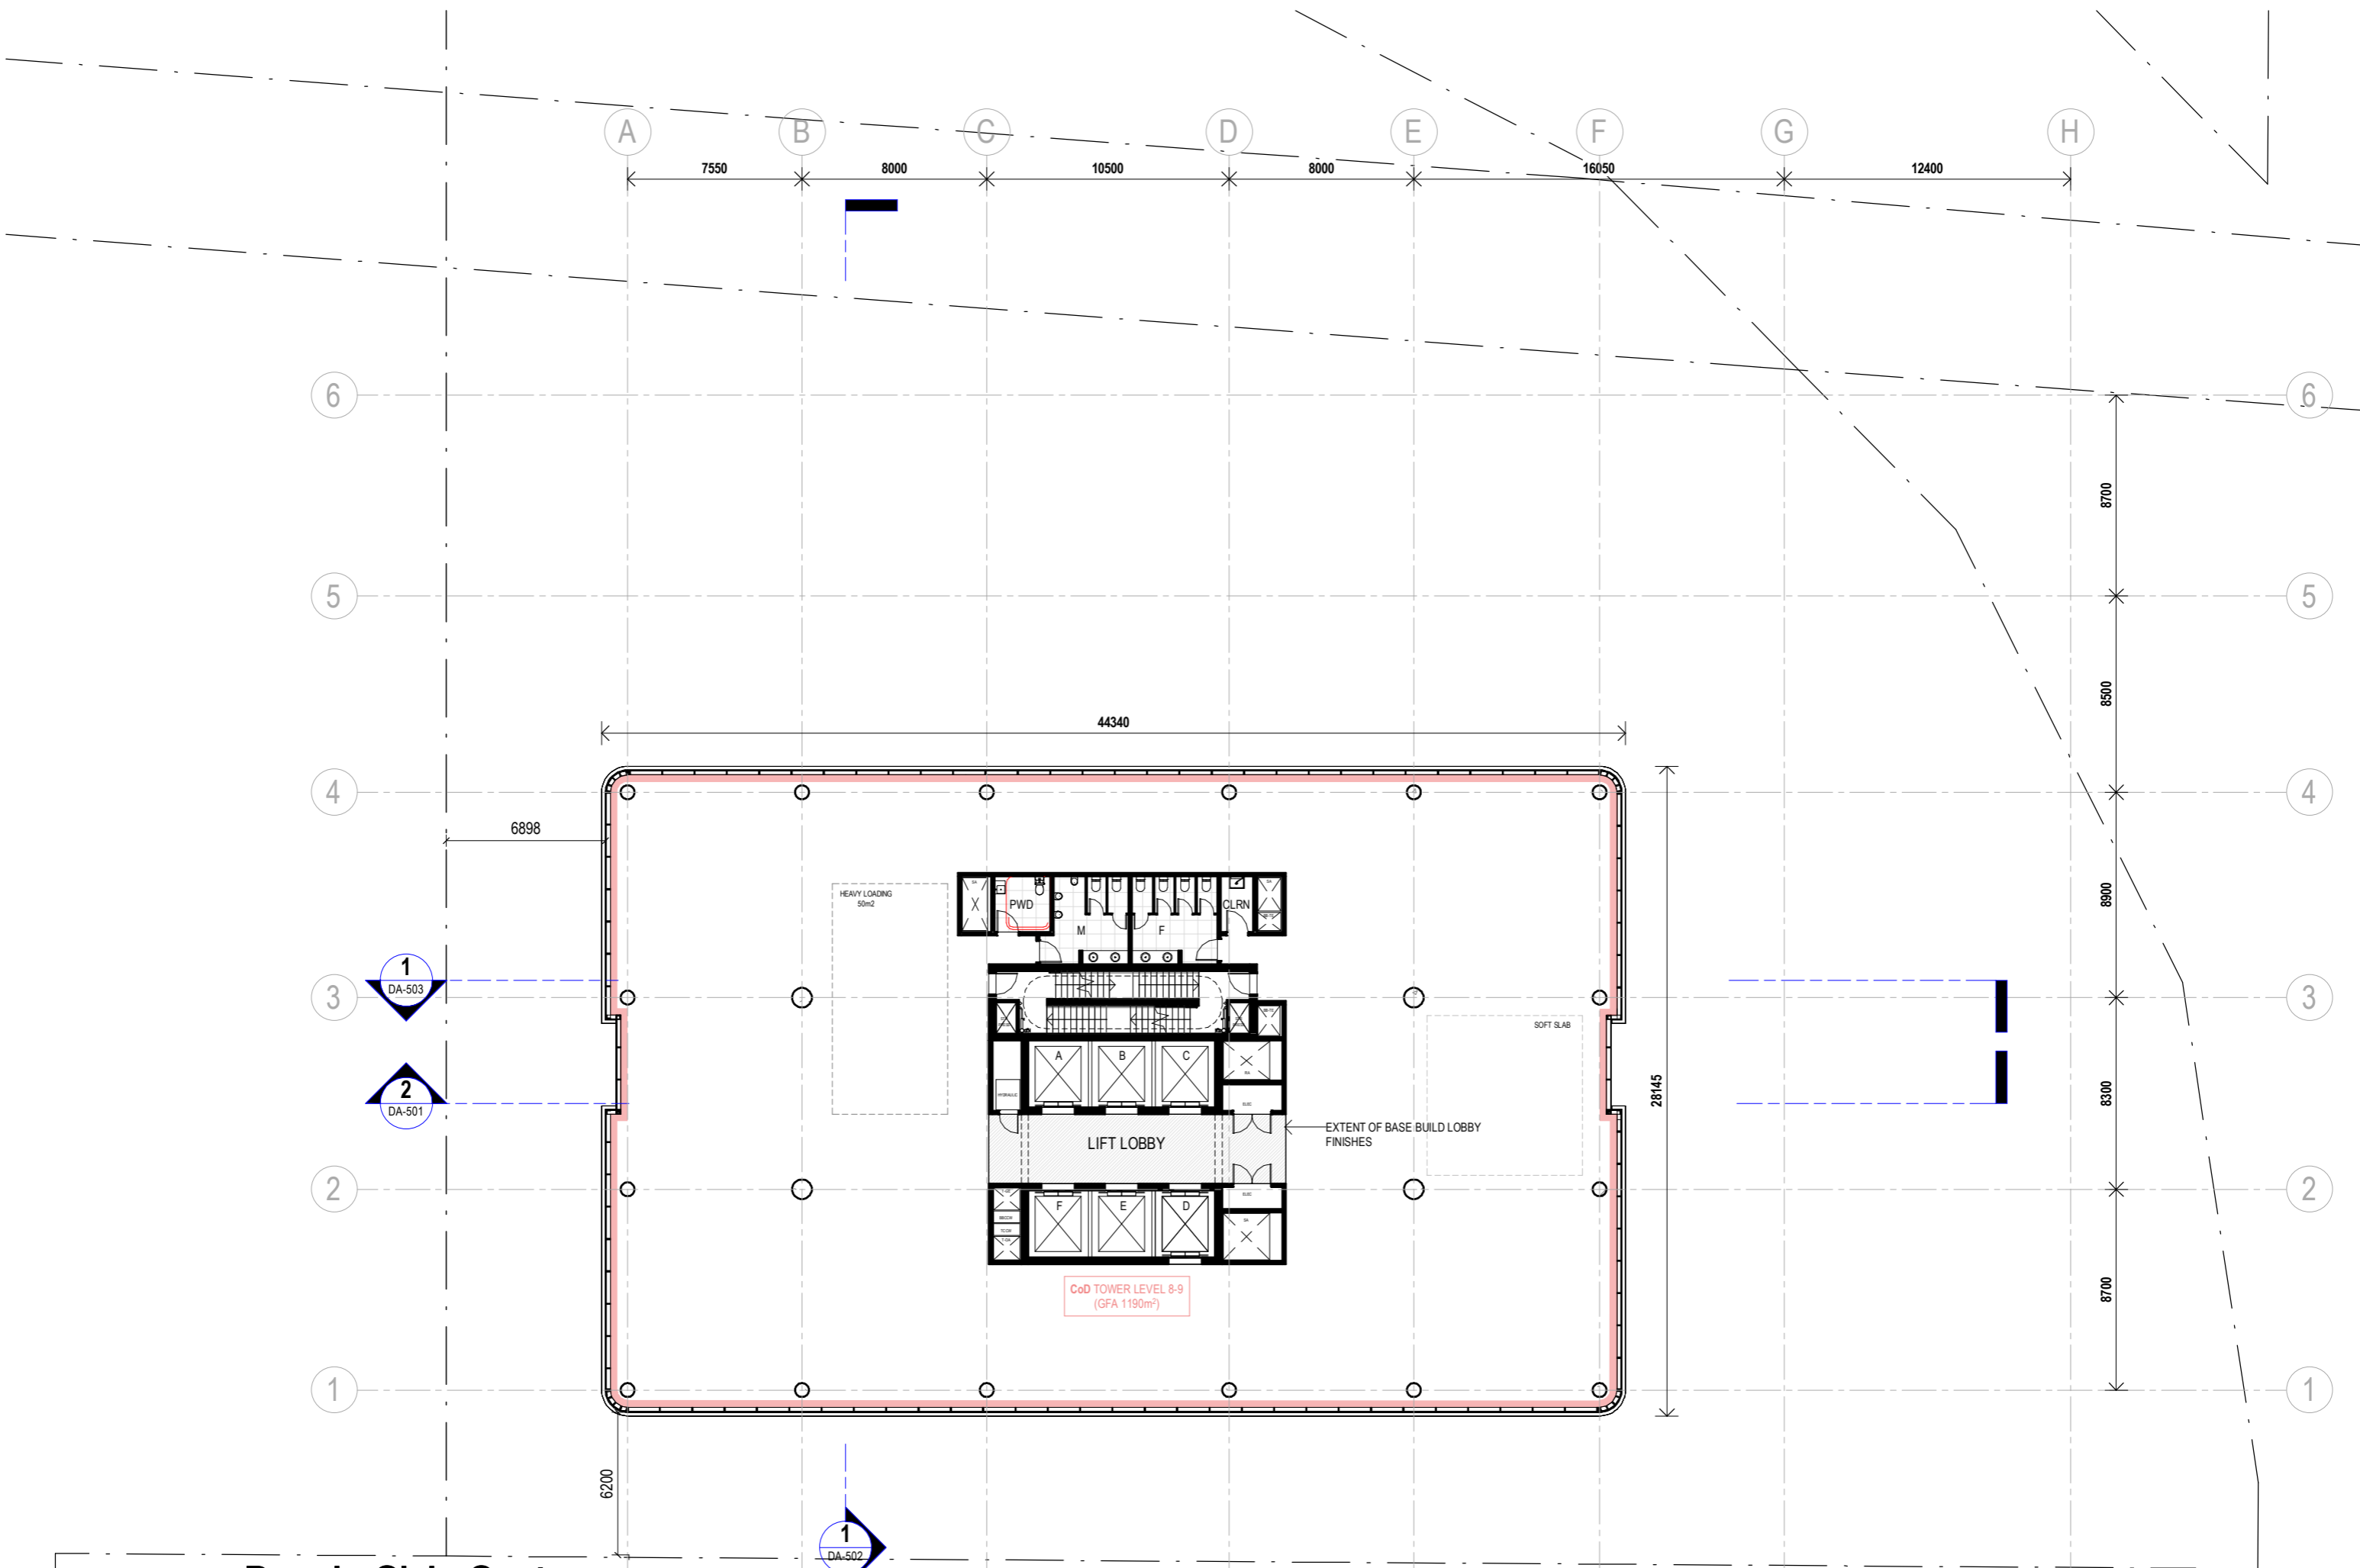 A B C D E F G H
7550 8000 10500 8000 16050 12400
6 6
8700
5 5
8500
44340
4 4
6898
8900
HEAVY LOADING
50m2
PWD
CLRN
M F
1
DA-503
3 3
SOFT SLAB
A B C
2
DA-501
HYDRAULIC
ELEC
28145
8300
EXTENT OF BASE BUILD LOBBY
FINISHES
LIFT LOBBY
2 2
ELEC
F E D
CoD TOWER LEVEL 8-9
(GFA 1190m²)
8700
1 1
6200
1
DA-502